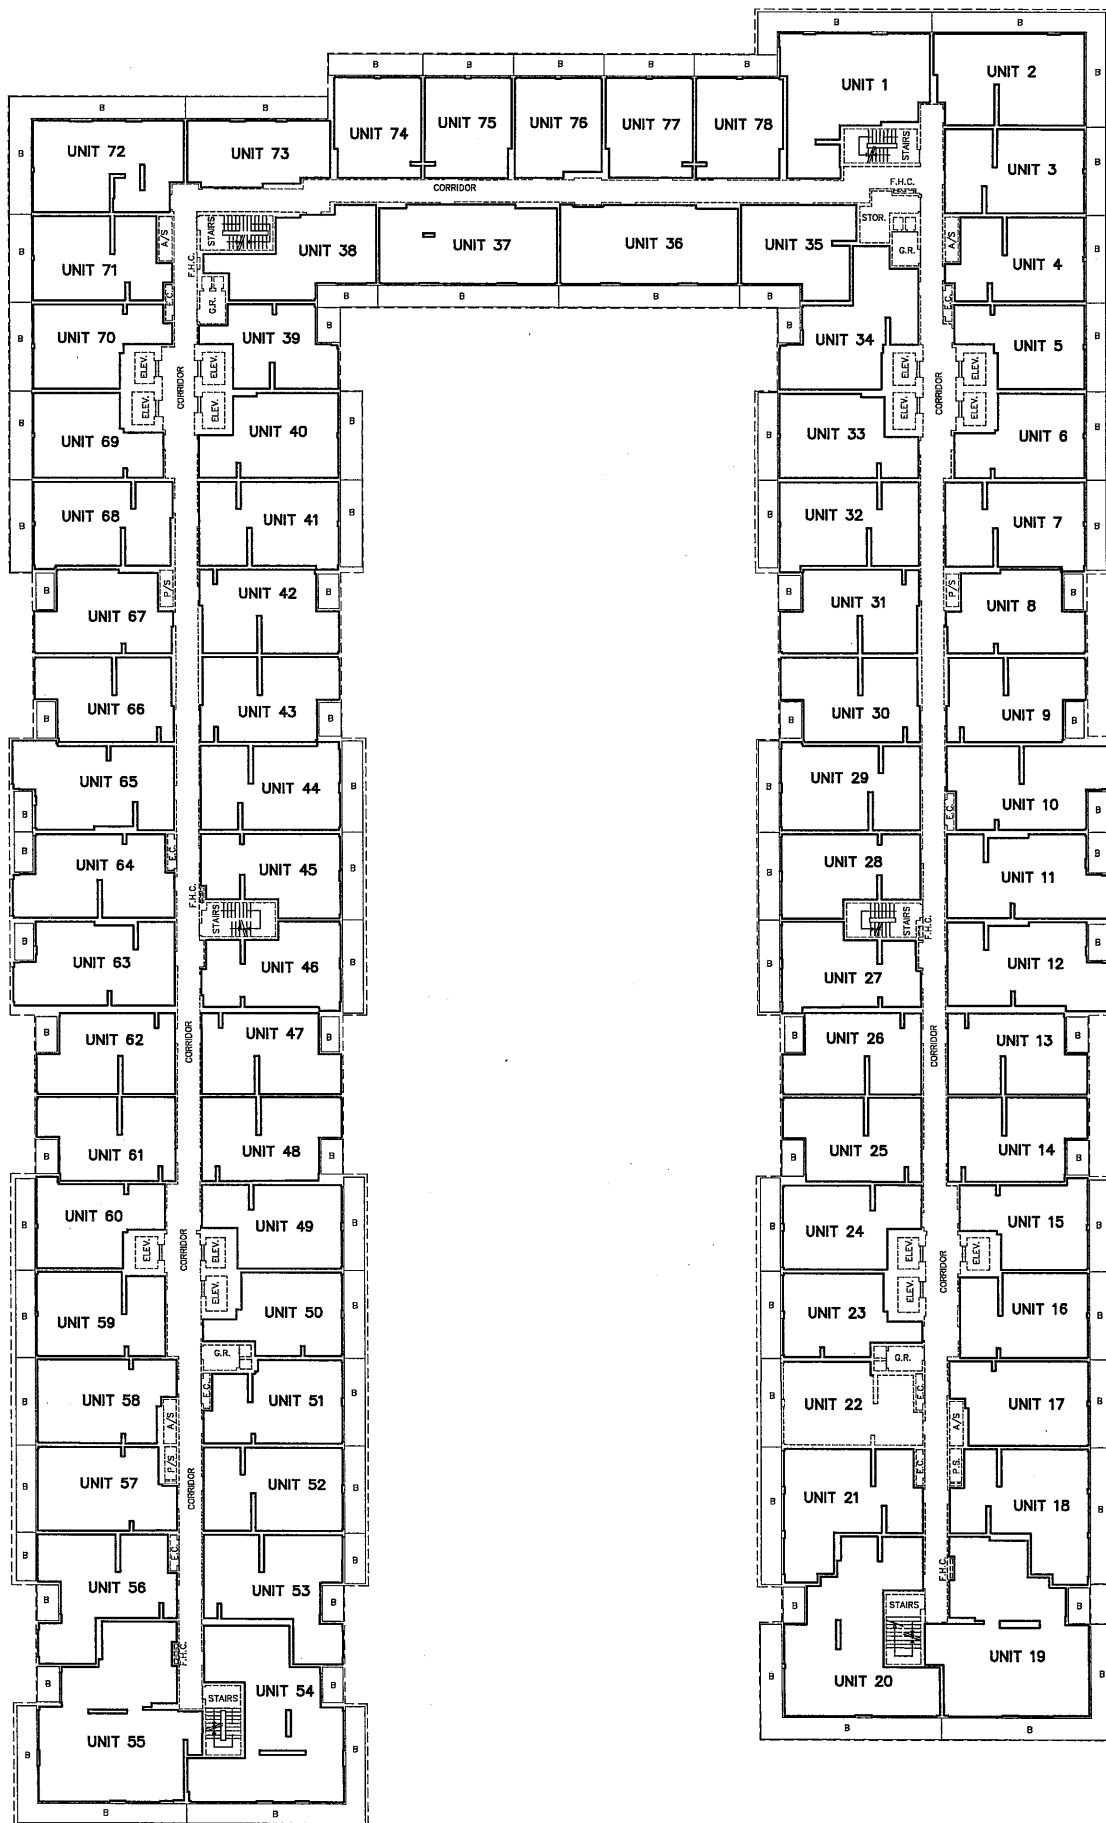 B
B
UNIT 1
UNIT 2
B
B
B
B
B
B
UNIT 74
UNIT 75
UNIT 76
UNIT 77
UNIT 78
STAIRS
B
B
B
UNIT 72
UNIT 73
UNIT 3
B
CORRIDOR
F.H.C.
A/S
STAIRS
UNIT 38
UNIT 37
UNIT 36
UNIT 35
STOR.
G.R.
A/S
UNIT 4
B
B
UNIT 71
F.H.C.
E.C.
G.R.
E.C.
B
B
B
B
B
UNIT 70
UNIT 39
B
B
UNIT 34
UNIT 5
B
ELEV.
ELEV.
CORRIDOR
ELEV.
ELEV.
ELEV.
ELEV.
CORRIDOR
ELEV.
ELEV.
B
UNIT 69
UNIT 40
B
B
UNIT 33
UNIT 6
B
B
UNIT 68
UNIT 41
B
B
UNIT 32
UNIT 7
B
B
UNIT 67
P/S
UNIT 42
B
B
UNIT 31
P/S
UNIT 8
B
B
UNIT 66
UNIT 43
B
B
UNIT 30
UNIT 9
B
UNIT 65
UNIT 44
B
B
UNIT 29
UNIT 10
B
B
E.C.
B
UNIT 64
E.C.
UNIT 45
B
B
UNIT 28
UNIT 11
B
F.H.C.
STAIRS
STAIRS
F.H.C.
B
UNIT 63
UNIT 46
B
B
UNIT 27
UNIT 12
B
B
UNIT 62
CORRIDOR
UNIT 47
B
B
UNIT 26
CORRIDOR
UNIT 13
B
B
UNIT 61
UNIT 48
B
B
UNIT 25
UNIT 14
B
B
UNIT 60
UNIT 49
B
B
UNIT 24
UNIT 15
B
ELEV.
CORRIDOR
ELEV.
ELEV.
ELEV.
ELEV.
CORRIDOR
ELEV.
B
UNIT 59
UNIT 50
B
B
UNIT 23
UNIT 16
B
G.R.
G.R.
B
UNIT 58
A/S
E.C.
UNIT 51
B
B
UNIT 22
E.C.
A/S
UNIT 17
B
B
UNIT 57
P/S
CORRIDOR
UNIT 52
B
B
UNIT 21
E.C.
P.S.
UNIT 18
B
B
UNIT 56
E.C.
UNIT 53
B
F.H.C.
B
B
B
STAIRS
B
F.H.C.
B
UNIT 54
B
B
UNIT 20
UNIT 19
B
STAIRS
B
UNIT 55
B
B
B
B
B